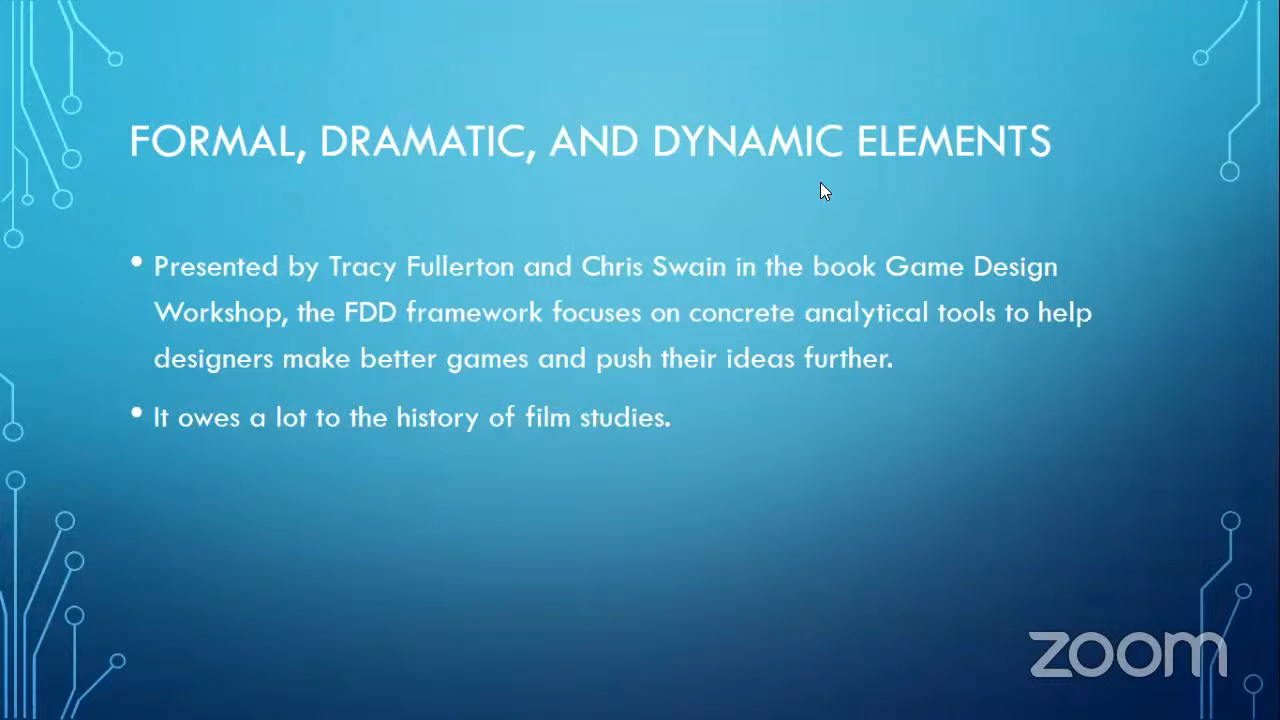 FORMAL, DRAMATIC, AND DYNAMIC ELEMENTS
• Presented by Tracy Fullerton and Chris Swain in the book Game Design
Workshop, the FDD framework focuses on concrete analytical tools to help
designers make better games and push their ideas further.
• It owes a lot to the history of film studies.
zoom